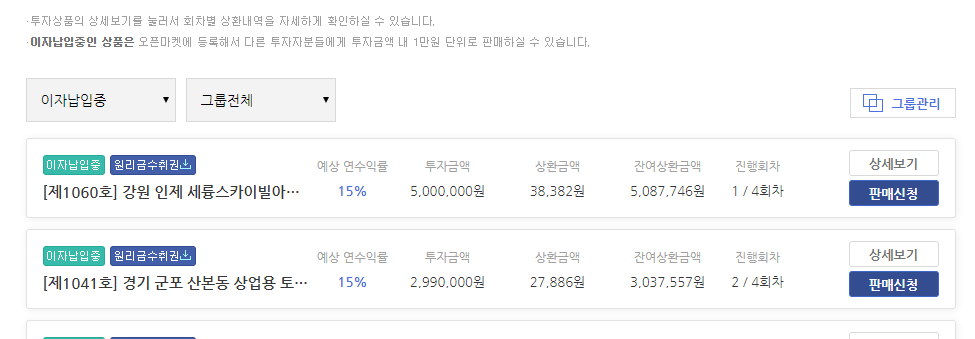 ·투자상품의 상세보기를 눌러서 회차별 상환내역을 자세하게 확인하실 수 있습니다.
·이자납입중인 상품은 오픈마켓에 등록해서 다른 투자자분들에게 투자금액 내 1만원 단위로 판매하실 수 있습니다.
이자납입중 ▼ 그룹전체 ▼ 그룹관리
이자납입중 원리금수취권 예상 연수익률 투자금액 상환금액 잔여상환금액 진행회차 상세보기
[제1060호] 강원 인제 세륭스카이빌아… 15% 5,000,000원 38,382원 5,087,746원 1 / 4회차 판매신청
이자납입중 원리금수취권 예상 연수익률 투자금액 상환금액 잔여상환금액 진행회차 상세보기
[제1041호] 경기 군포 산본동 상업용 토… 15% 2,990,000원 27,886원 3,037,557원 2 / 4회차 판매신청